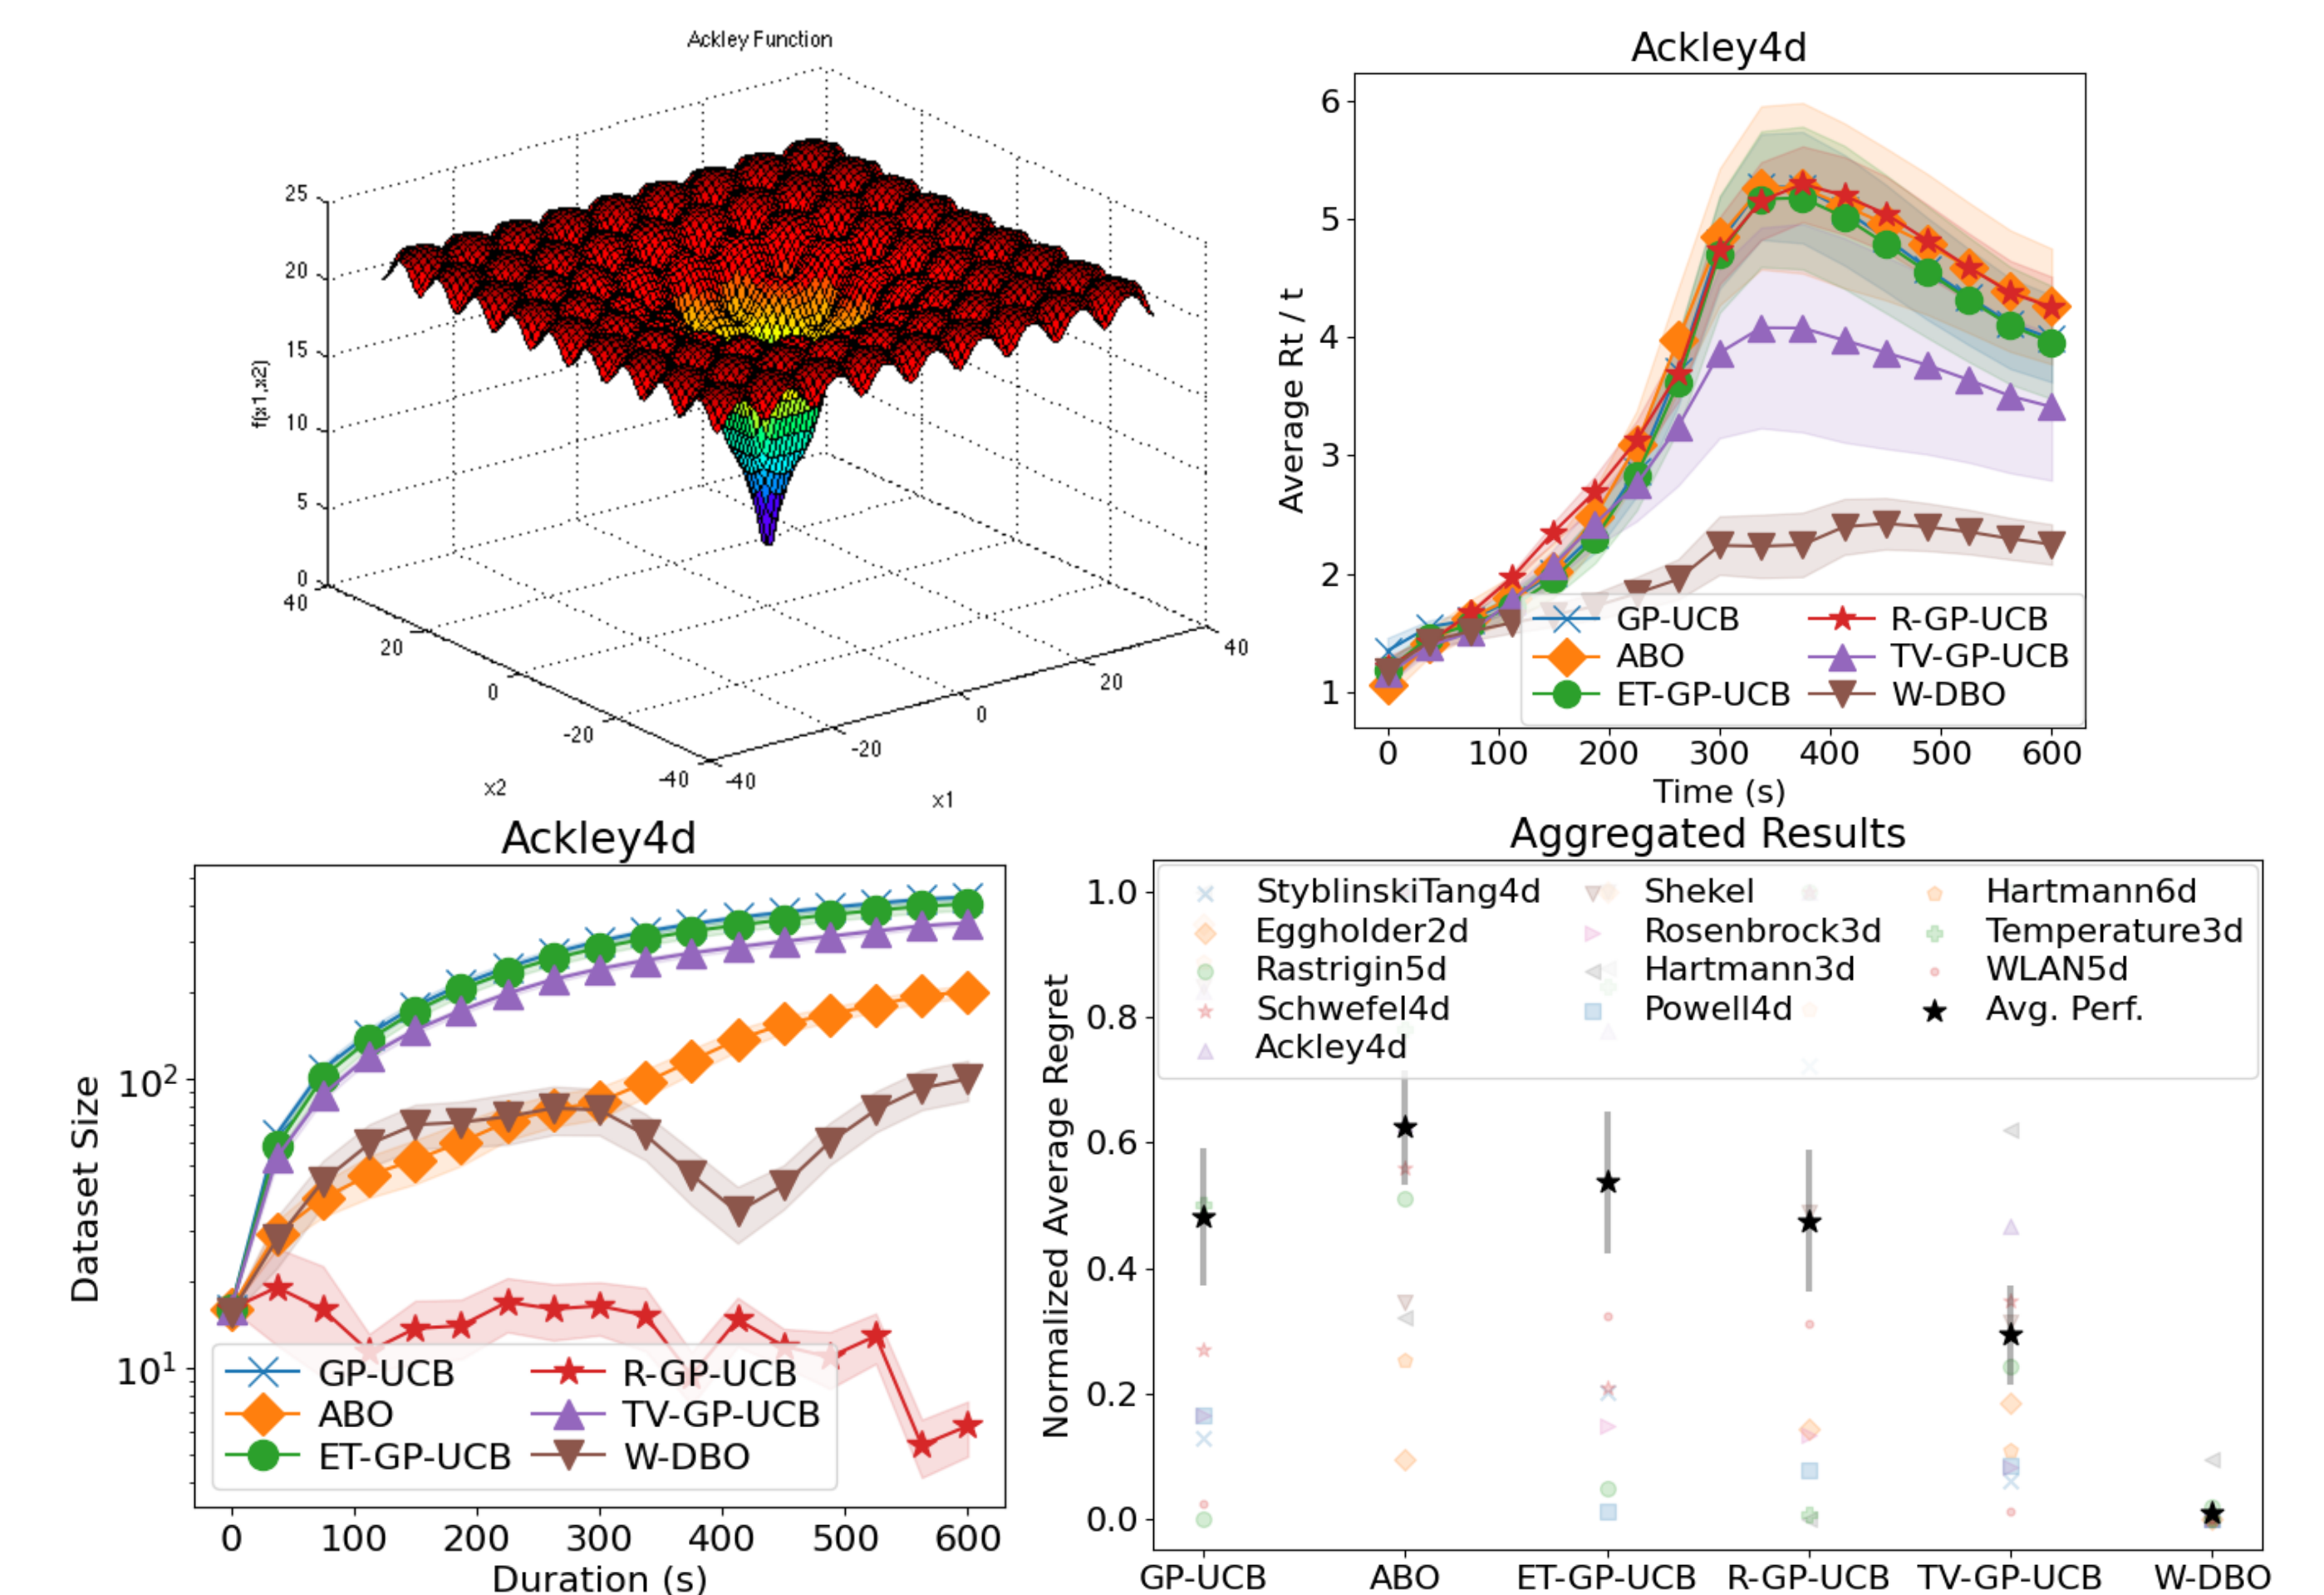 Ackley Function
25
20
15
10
5
0
f(x1,x2)
40
20
0
-20
-40
x2
-40
-20
0
20
40
x1
Ackley4d
6
5
4
3
2
1
Average Rt / t
GP-UCB
ABO
ET-GP-UCB
R-GP-UCB
TV-GP-UCB
W-DBO
0 100 200 300 400 500 600
Time (s)
Ackley4d
10²
10¹
Dataset Size
GP-UCB
ABO
ET-GP-UCB
R-GP-UCB
TV-GP-UCB
W-DBO
0 100 200 300 400 500 600
Duration (s)
Aggregated Results
1.0
0.8
0.6
0.4
0.2
0.0
Normalized Average Regret
StyblinskiTang4d
Eggholder2d
Rastrigin5d
Schwefel4d
Ackley4d
Shekel
Rosenbrock3d
Hartmann3d
Powell4d
Hartmann6d
Temperature3d
WLAN5d
Avg. Perf.
GP-UCB ABO ET-GP-UCB R-GP-UCB TV-GP-UCB W-DBO